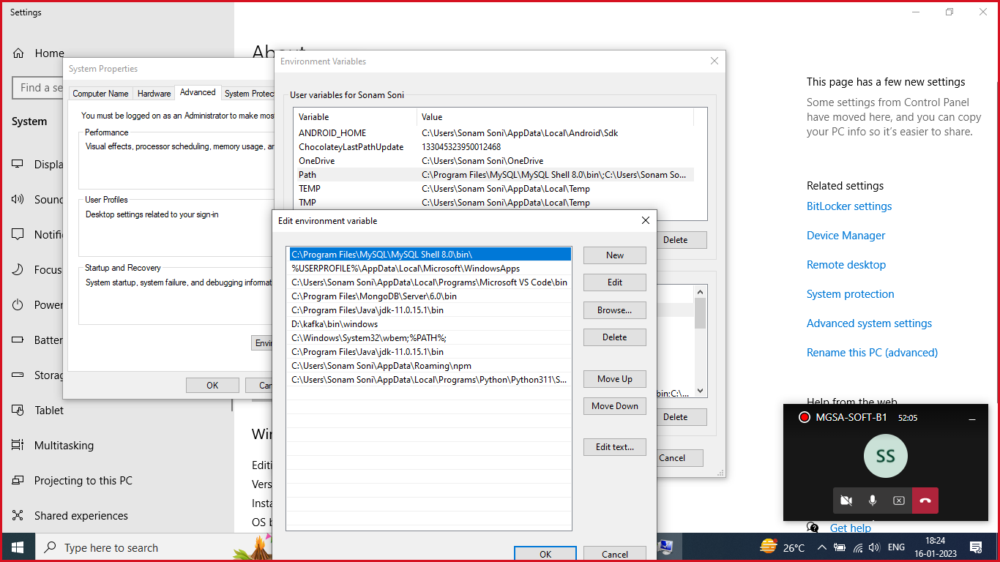 Settings
Home
Find a se
System
Displa
Sound
Notifi
Focus
Power
Batter
Storag
Tablet
Multitasking
Projecting to this PC
Shared experiences
About
Wir
Editi
Vers
Insta
OS b
System Properties
Computer Name
Hardware
Advanced
System Protec
You must be logged on as an Administrator to make mos
Performance
Visual effects, processor scheduling, memory usage, an
User Profiles
Desktop settings related to your sign-in
Startup and Recovery
System startup, system failure, and debugging informat
Envi
OK
Can
Environment Variables
User variables for Sonam Soni
Variable Value
ANDROID_HOME C:\Users\Sonam Soni\AppData\Local\Android\Sdk
ChocolateyLastPathUpdate 133045323950012468
OneDrive C:\Users\Sonam Soni\OneDrive
Path C:\Program Files\MySQL\MySQL Shell 8.0\bin\;C:\Users\Sonam So...
TEMP C:\Users\Sonam Soni\AppData\Local\Temp
TMP C:\Users\Sonam Soni\AppData\Local\Temp
Delete
bin:C:\...
Delete
Cancel
Edit environment variable
C:\Program Files\MySQL\MySQL Shell 8.0\bin\
%USERPROFILE%\AppData\Local\Microsoft\WindowsApps
C:\Users\Sonam Soni\AppData\Local\Programs\Microsoft VS Code\bin
C:\Program Files\MongoDB\Server\6.0\bin
C:\Program Files\Java\jdk-11.0.15.1\bin
D:\kafka\bin\windows
C:\Windows\System32\wbem;%PATH%;
C:\Program Files\Java\jdk-11.0.15.1\bin
C:\Users\Sonam Soni\AppData\Roaming\npm
C:\Users\Sonam Soni\AppData\Local\Programs\Python\Python311\S...
New
Edit
Browse...
Delete
Move Up
Move Down
Edit text...
OK
Cancel
This page has a few new settings
Some settings from Control Panel
have moved here, and you can copy
your PC info so it's easier to share.
Related settings
BitLocker settings
Device Manager
Remote desktop
System protection
Advanced system settings
Rename this PC (advanced)
Help from the web
MGSA-SOFT-B1 52:05
SS
Get help
Type here to search
26°C
ENG
18:24
16-01-2023